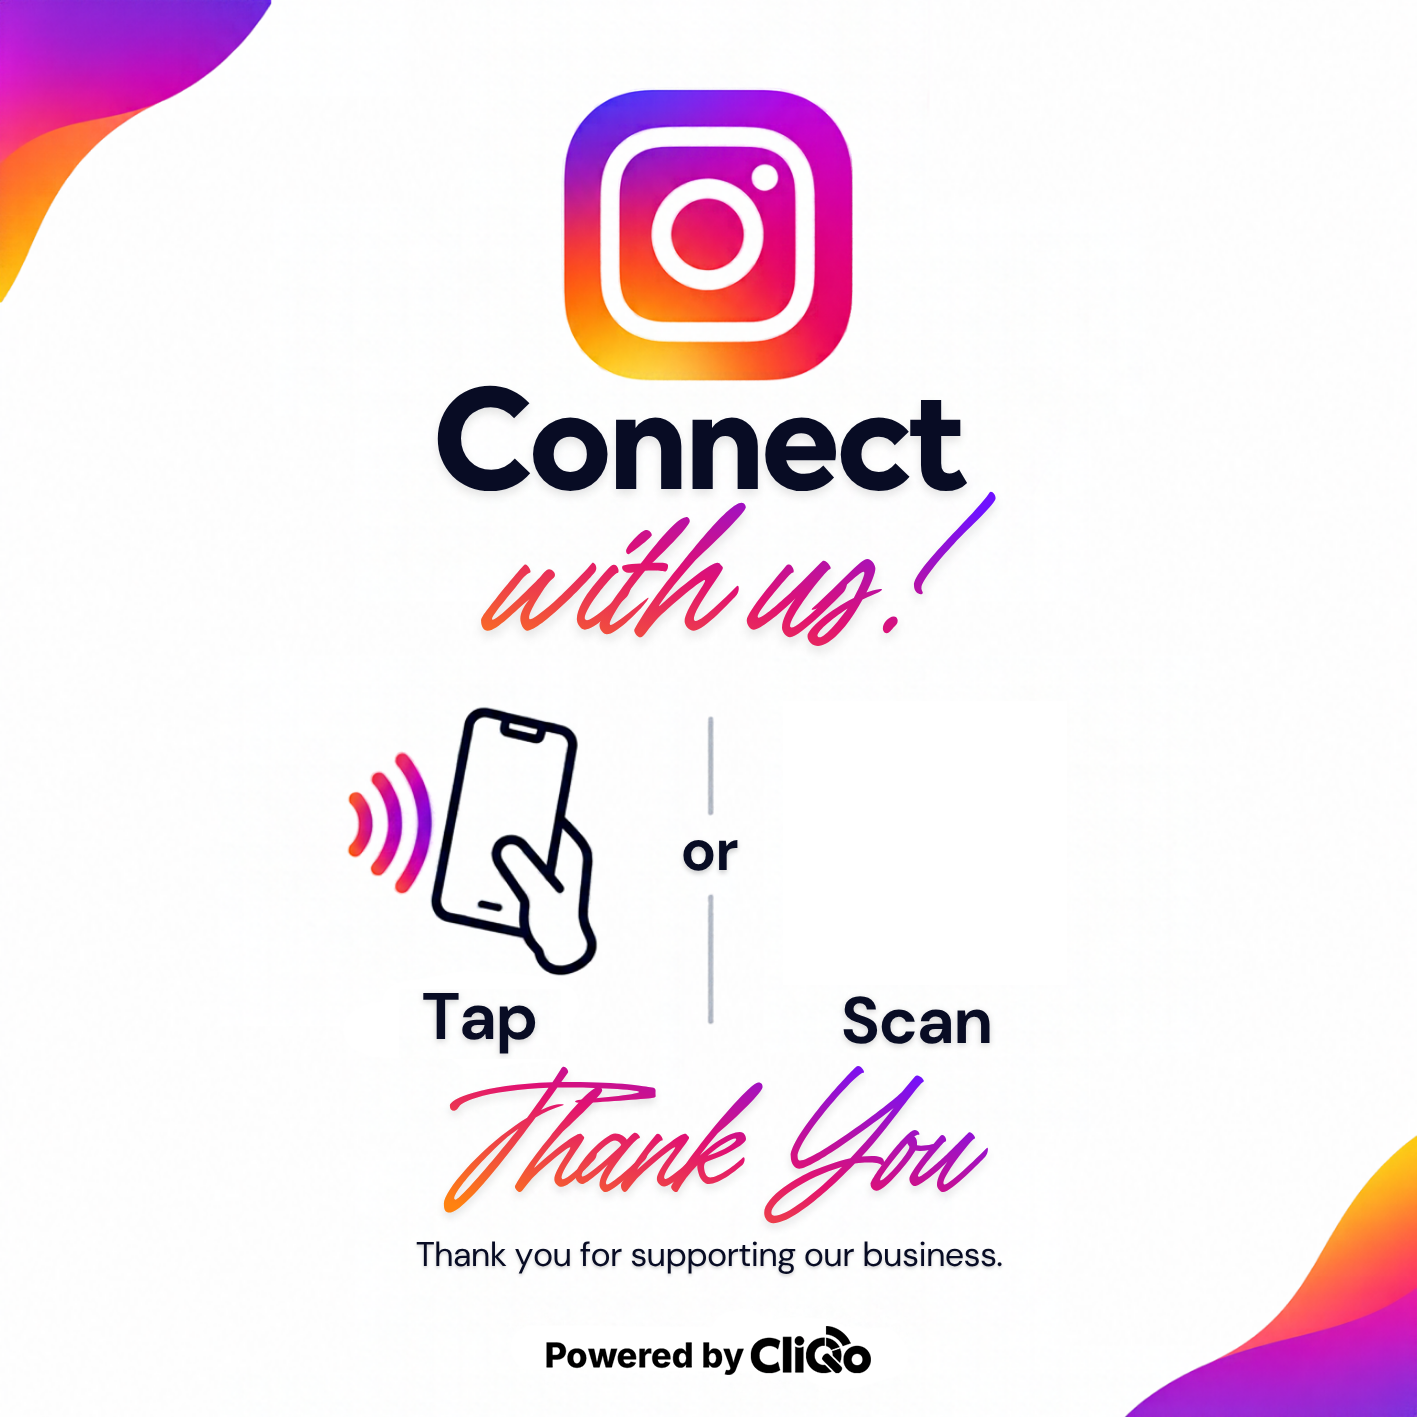 Connect
with us!
or
Tap
Scan
Thank You
Thank you for supporting our business.
Powered by CliQo